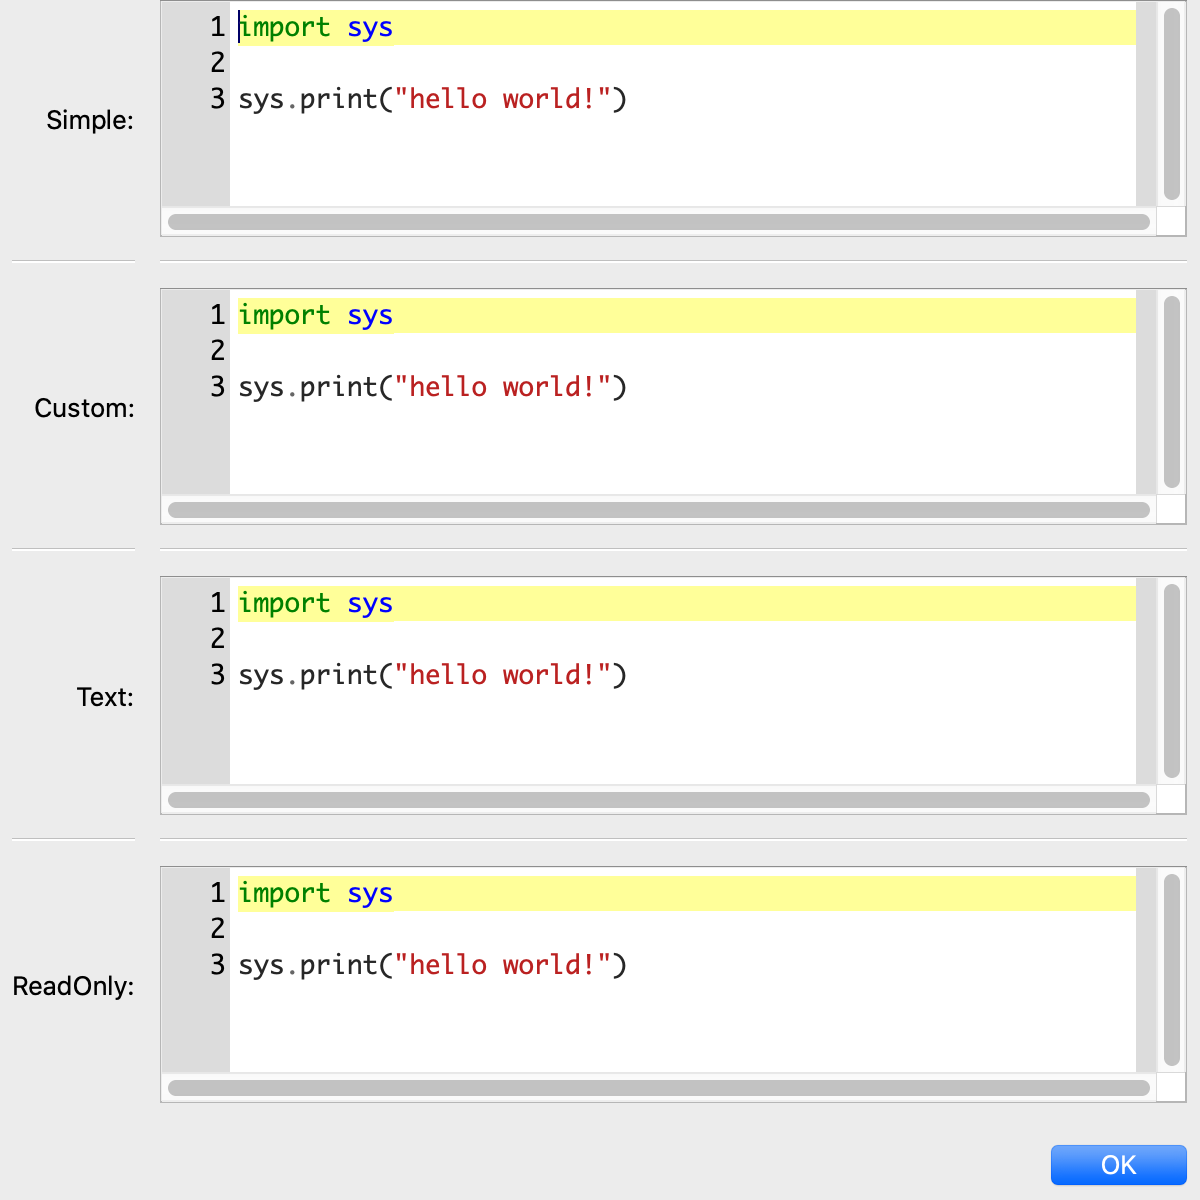 Simple:
1 import sys
2
3 sys.print("hello world!")
Custom:
1 import sys
2
3 sys.print("hello world!")
Text:
1 import sys
2
3 sys.print("hello world!")
ReadOnly:
1 import sys
2
3 sys.print("hello world!")
OK